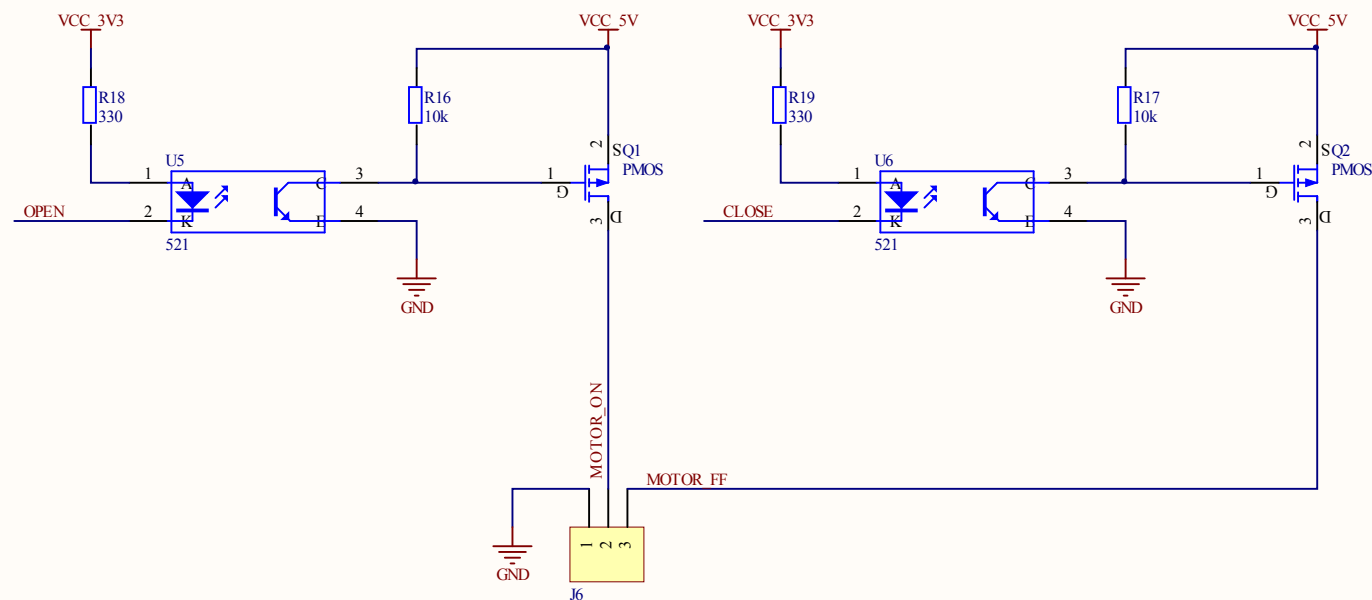 VCC_3V3
VCC_5V
VCC_3V3
VCC_5V
R18
330
R16
10k
R19
330
R17
10k
U5
1
A
C
3
2
K
E
4
OPEN
521
GND
1
G
2
S
Q1
PMOS
3
D
U6
1
A
C
3
2
K
E
4
CLOSE
521
GND
1
G
2
S
Q2
PMOS
3
D
MOTOR_ON
MOTOR_FF
GND
1
2
3
J6